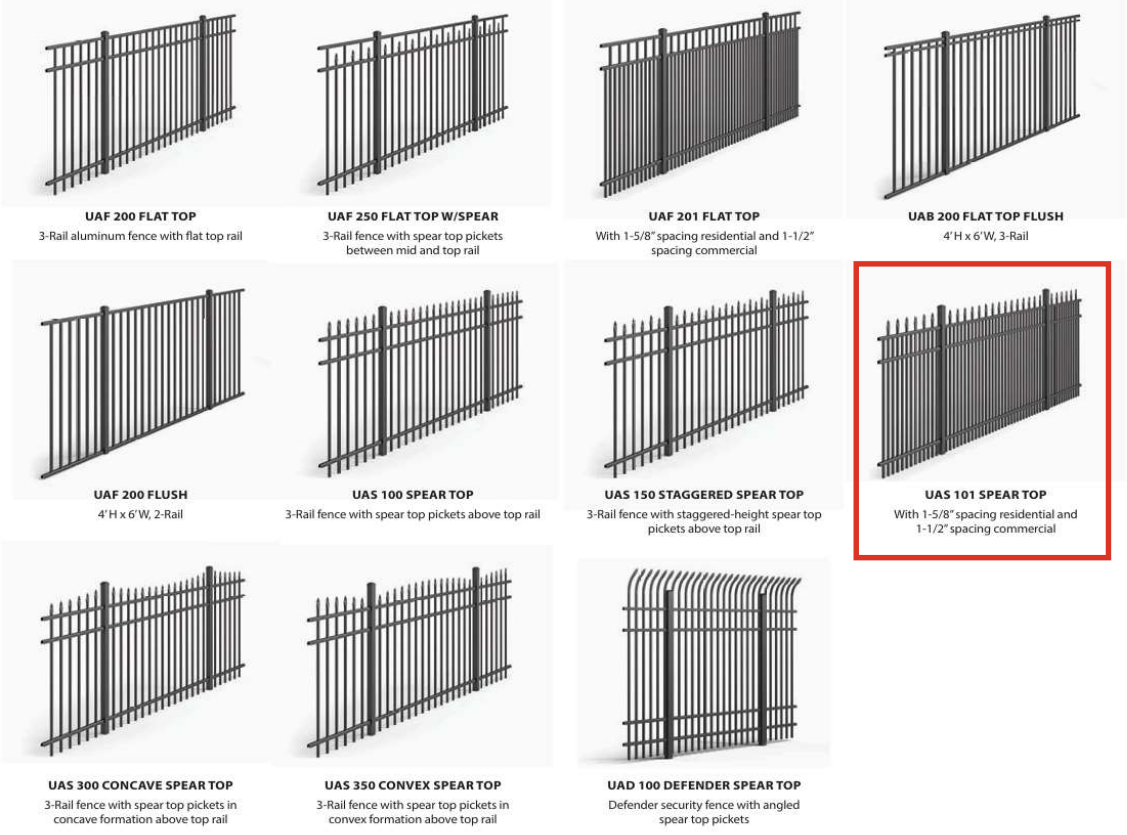 UAF 200 FLAT TOP
3-Rail aluminum fence with flat top rail
UAF 250 FLAT TOP W/SPEAR
3-Rail fence with spear top pickets
between mid and top rail
UAF 201 FLAT TOP
With 1-5/8" spacing residential and 1-1/2"
spacing commercial
UAB 200 FLAT TOP FLUSH
4' H x 6' W, 3-Rail
UAF 200 FLUSH
4' H x 6' W, 2-Rail
UAS 100 SPEAR TOP
3-Rail fence with spear top pickets above top rail
UAS 150 STAGGERED SPEAR TOP
3-Rail fence with staggered-height spear top
pickets above top rail
UAS 101 SPEAR TOP
With 1-5/8" spacing residential and
1-1/2" spacing commercial
UAS 300 CONCAVE SPEAR TOP
3-Rail fence with spear top pickets in
concave formation above top rail
UAS 350 CONVEX SPEAR TOP
3-Rail fence with spear top pickets in
convex formation above top rail
UAD 100 DEFENDER SPEAR TOP
Defender security fence with angled
spear top pickets